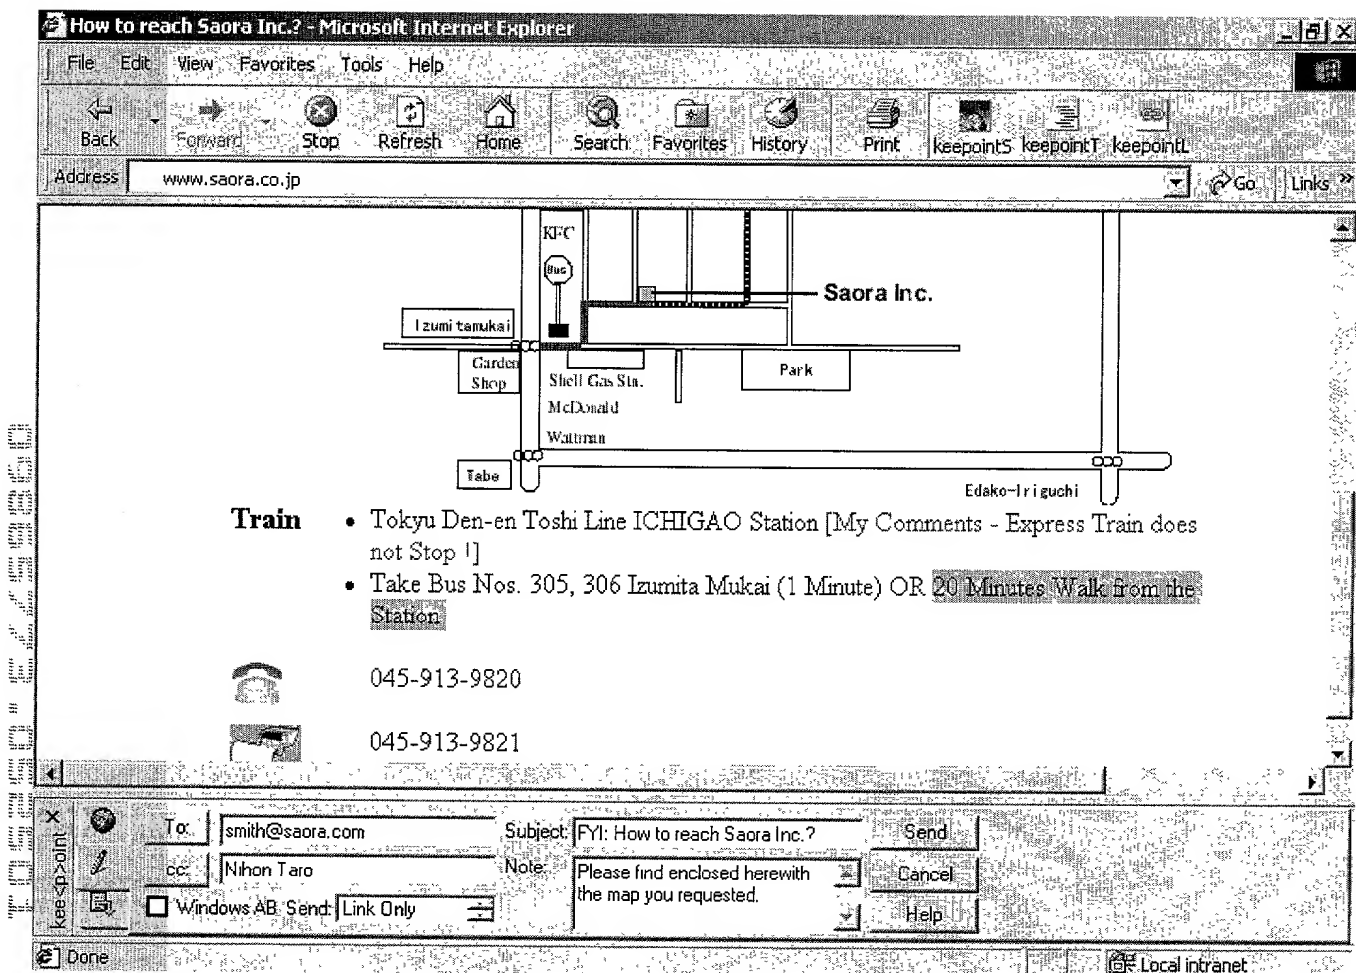 How to reach Saora Inc.? - Microsoft Internet Explorer
File Edit View Favorites Tools Help
Back Forward Stop Refresh Home Search Favorites History Print keepointS keepointT keepointL
Address www.saora.co.jp Go Links »
KFC
Bus
Saora Inc.
Izumi tamukai
Garden
Shop
Shell Gas Stn.
Park
McDonald
Wattman
Tabe
Edako-Iriguchi
Train
• Tokyu Den-en Toshi Line ICHIGAO Station [My Comments - Express Train does
not Stop !]
• Take Bus Nos. 305, 306 Izumita Mukai (1 Minute) OR 20 Minutes Walk from the
Station
045-913-9820
045-913-9821
kee<p>oint
To: smith@saora.com Subject: FYI: How to reach Saora Inc.? Send
cc: Nihon Taro Note: Please find enclosed herewith Cancel
the map you requested.
Windows AB Send: Link Only Help
Done Local intranet